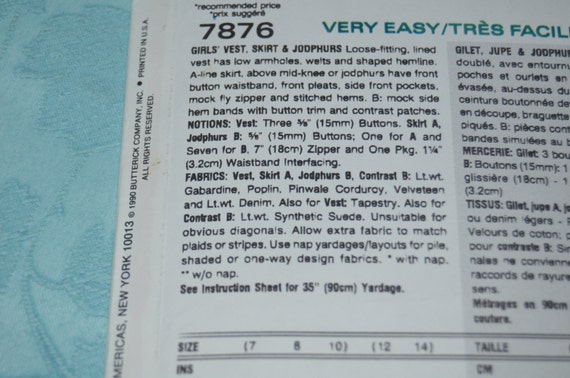 *recommended price
*prix suggéré
7876
VERY EASY/TRÈS FACIL
GIRLS' VEST, SKIRT & JODPHURS Loose-fitting, lined
vest has low armholes, welts and shaped hemline.
A-line skirt, above mid-knee or jodphurs have front
button waistband, front pleats, side front pockets,
mock fly zipper and stitched hems. B: mock side
hem bands with button trim and contrast patches.
NOTIONS: Vest: Three ⅝" (15mm) Buttons. Skirt A,
Jodphurs B: ⅝" (15mm) Buttons; One for A and
Seven for B, 7" (18cm) Zipper and One Pkg. 1¼"
(3.2cm) Waistband Interfacing.
FABRICS: Vest, Skirt A, Jodphurs B, Contrast B: Lt.wt.
Gabardine, Poplin, Pinwale Corduroy, Velveteen
and Lt.wt. Denim. Also for Vest: Tapestry. Also for
Contrast B: Lt.wt. Synthetic Suede. Unsuitable for
obvious diagonals. Allow extra fabric to match
plaids or stripes. Use nap yardages/layouts for pile,
shaded or one-way design fabrics. * with nap.
** w/o nap.
See Instruction Sheet for 35" (90cm) Yardage.
GILET, JUPE & JODPHU
doublé, avec entournu
poches et ourlets en
évasée, au-dessus du
ceinture boutonnée de
en découpe, braguette
piqués. B: pièces cont
bandes simulées au b
MERCERIE: Gilet: 3 bou
B: Boutons (15mm): 1
glissière (18cm) - 1
(3.2cm)
TISSUS: Gilet, jupe A, jo
ou denim légers - F
Velours de coton; p
pour contraste B: Sim
naies ne convienne
raccords de rayure
sens.
Métrages en 90cm
couture.
SIZE (7 8 10) (12 14) TAILLE
INS CM
MERICAS, NEW YORK 10013 © 1990 BUTTERICK COMPANY, INC. • PRINTED IN U.S.A.
ALL RIGHTS RESERVED.